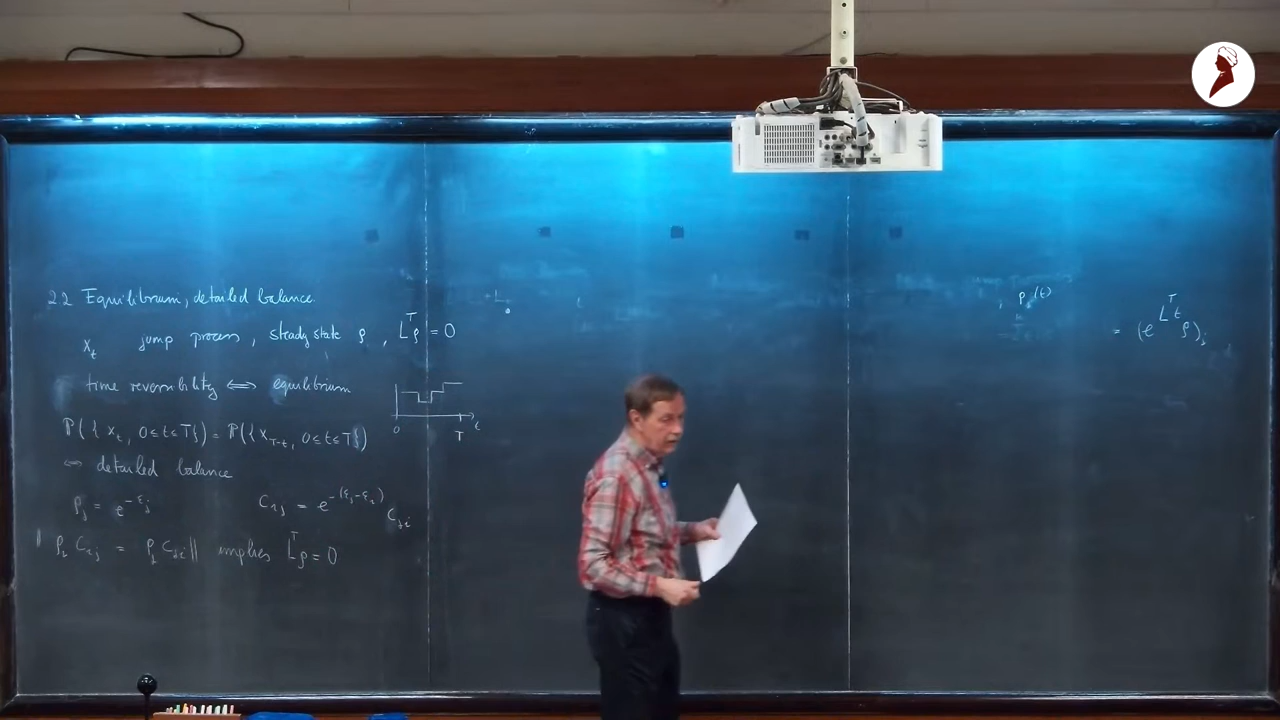 2.2 Equilibrium, detailed balance
X_t jump process, steady state ρ, L^T ρ = 0
time reversibility ⟺ equilibrium
ℙ({X_t, 0≤t≤T}) = ℙ({X_{T-t}, 0≤t≤T})
0 T t
⟺ detailed balance
ρ_j = e^{-ε_j} C_{ij} = e^{-(ε_j-ε_i)} C_{ji}
ρ_i C_{ij} = ρ_j C_{ji} || implies L^T ρ = 0
(t)
= (e^{L^T t} ρ)_j